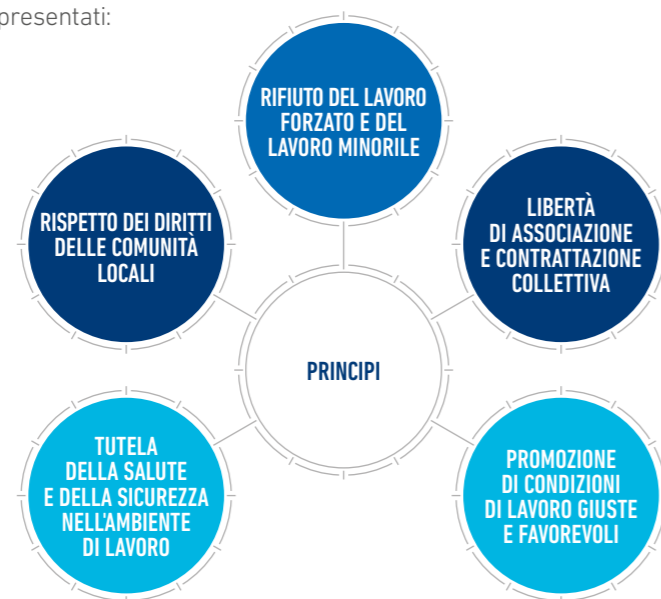 presentati:
RIFIUTO DEL LAVORO
FORZATO E DEL
LAVORO MINORILE
RISPETTO DEI DIRITTI
DELLE COMUNITÀ
LOCALI
LIBERTÀ
DI ASSOCIAZIONE
E CONTRATTAZIONE
COLLETTIVA
PRINCIPI
TUTELA
DELLA SALUTE
E DELLA SICUREZZA
NELL'AMBIENTE
DI LAVORO
PROMOZIONE
DI CONDIZIONI
DI LAVORO GIUSTE
E FAVOREVOLI